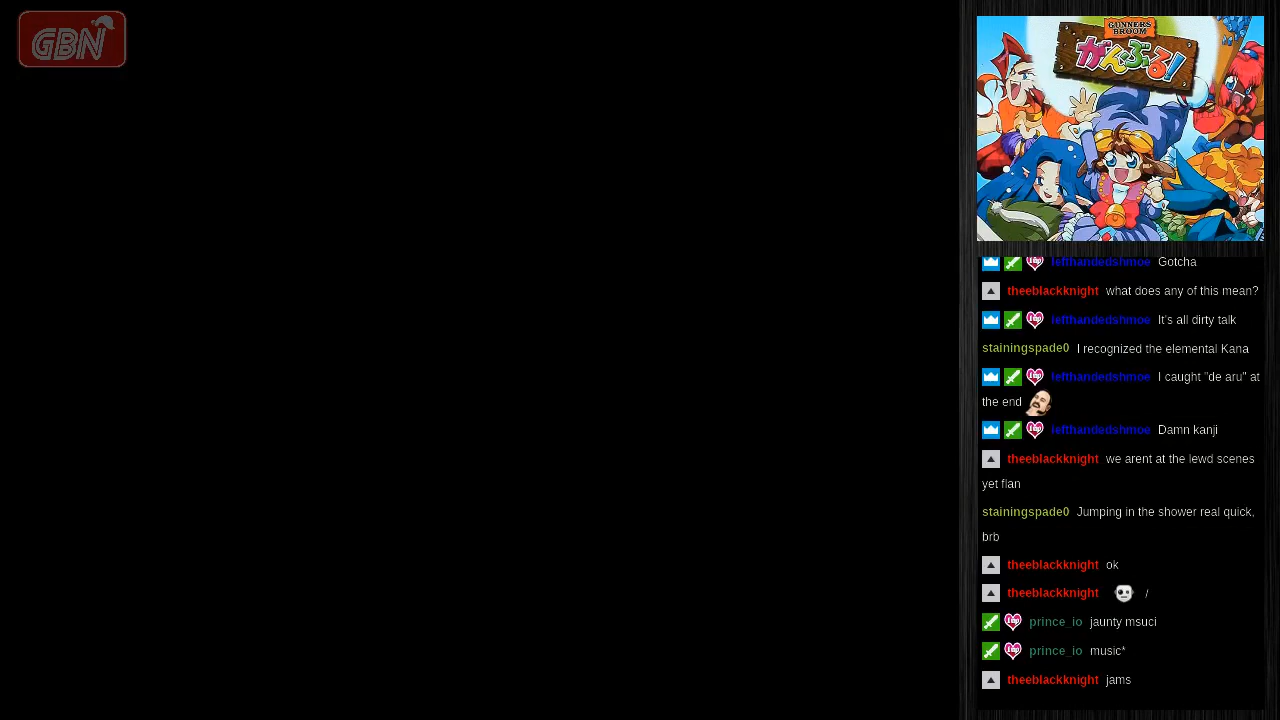 GBN
GUNNERS
BROOM
がんぶる!
lefthandedshmoe Gotcha
theeblackknight what does any of this mean?
lefthandedshmoe It's all dirty talk
stainingspade0 I recognized the elemental Kana
lefthandedshmoe I caught "de aru" at
the end
lefthandedshmoe Damn kanji
theeblackknight we arent at the lewd scenes
yet flan
stainingspade0 Jumping in the shower real quick,
brb
theeblackknight ok
theeblackknight /
prince_io jaunty msuci
prince_io music*
theeblackknight jams